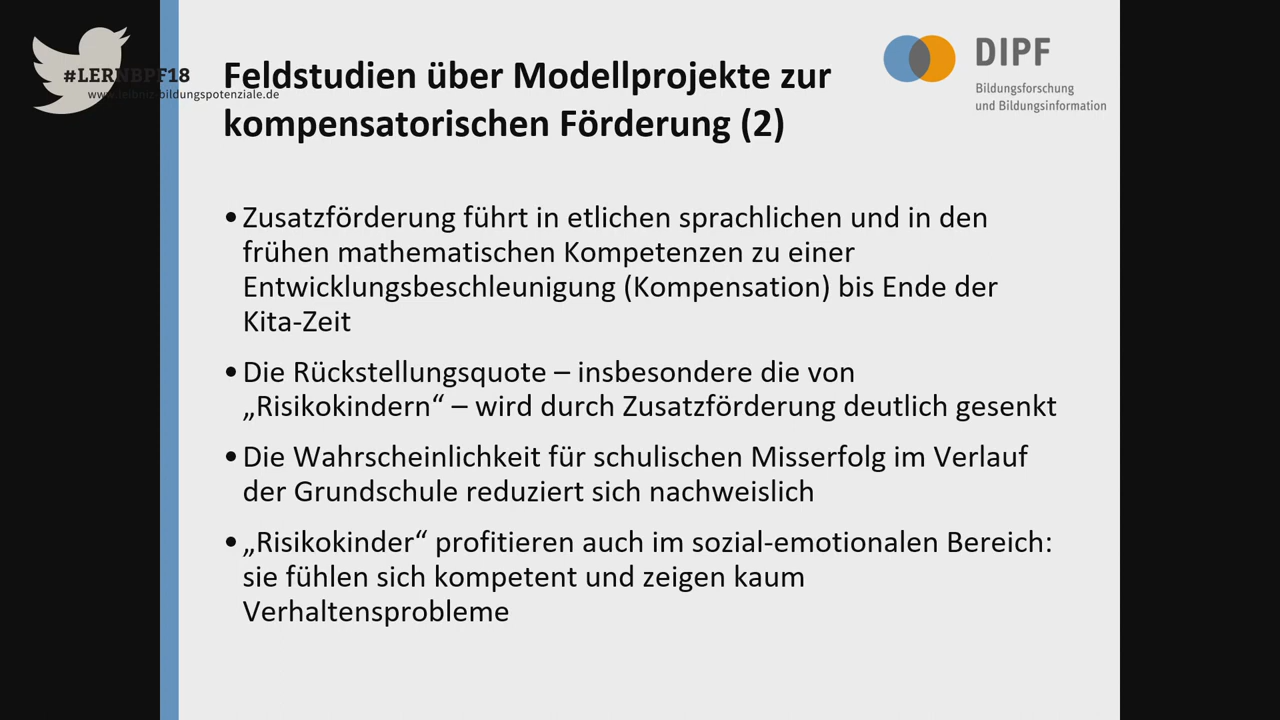 #LERNBPF18
www.leibniz-bildungspotenziale.de
Feldstudien über Modellprojekte zur
kompensatorischen Förderung (2)
DIPF
Bildungsforschung
und Bildungsinformation
•Zusatzförderung führt in etlichen sprachlichen und in den
frühen mathematischen Kompetenzen zu einer
Entwicklungsbeschleunigung (Kompensation) bis Ende der
Kita-Zeit
•Die Rückstellungsquote – insbesondere die von
„Risikokindern“ – wird durch Zusatzförderung deutlich gesenkt
•Die Wahrscheinlichkeit für schulischen Misserfolg im Verlauf
der Grundschule reduziert sich nachweislich
•„Risikokinder“ profitieren auch im sozial-emotionalen Bereich:
sie fühlen sich kompetent und zeigen kaum
Verhaltensprobleme